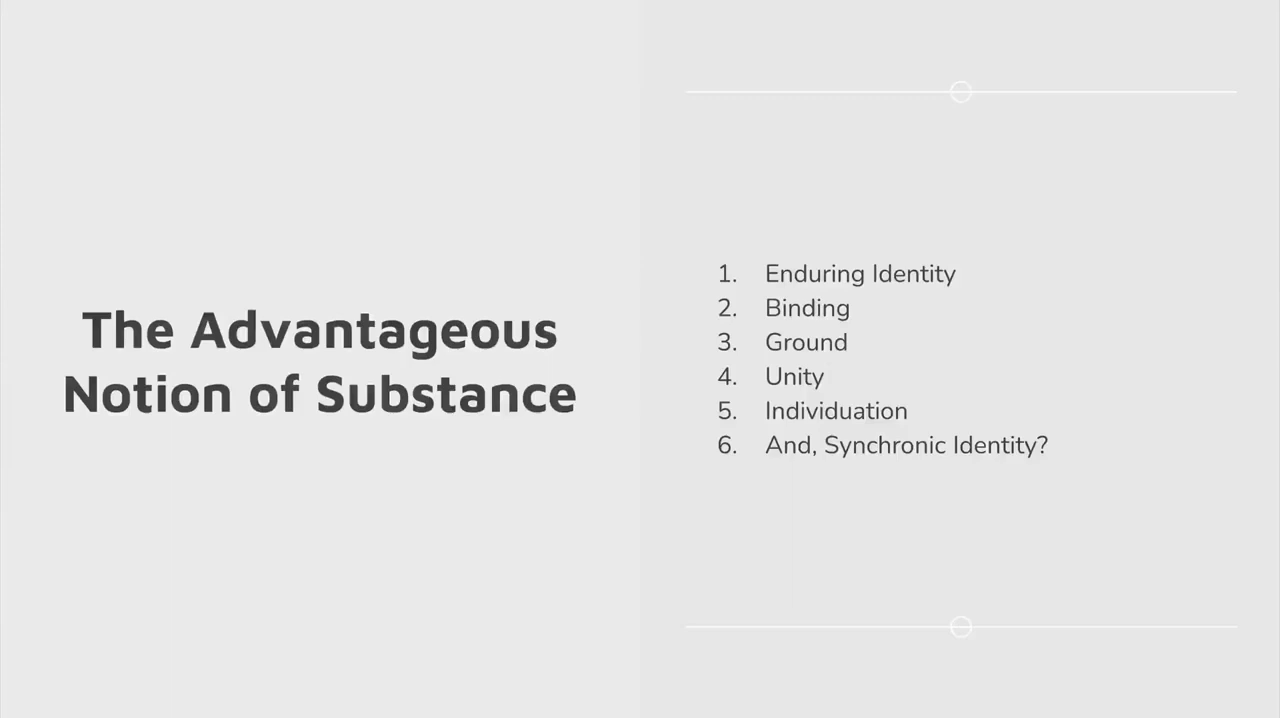 The Advantageous
Notion of Substance
1. Enduring Identity
2. Binding
3. Ground
4. Unity
5. Individuation
6. And, Synchronic Identity?